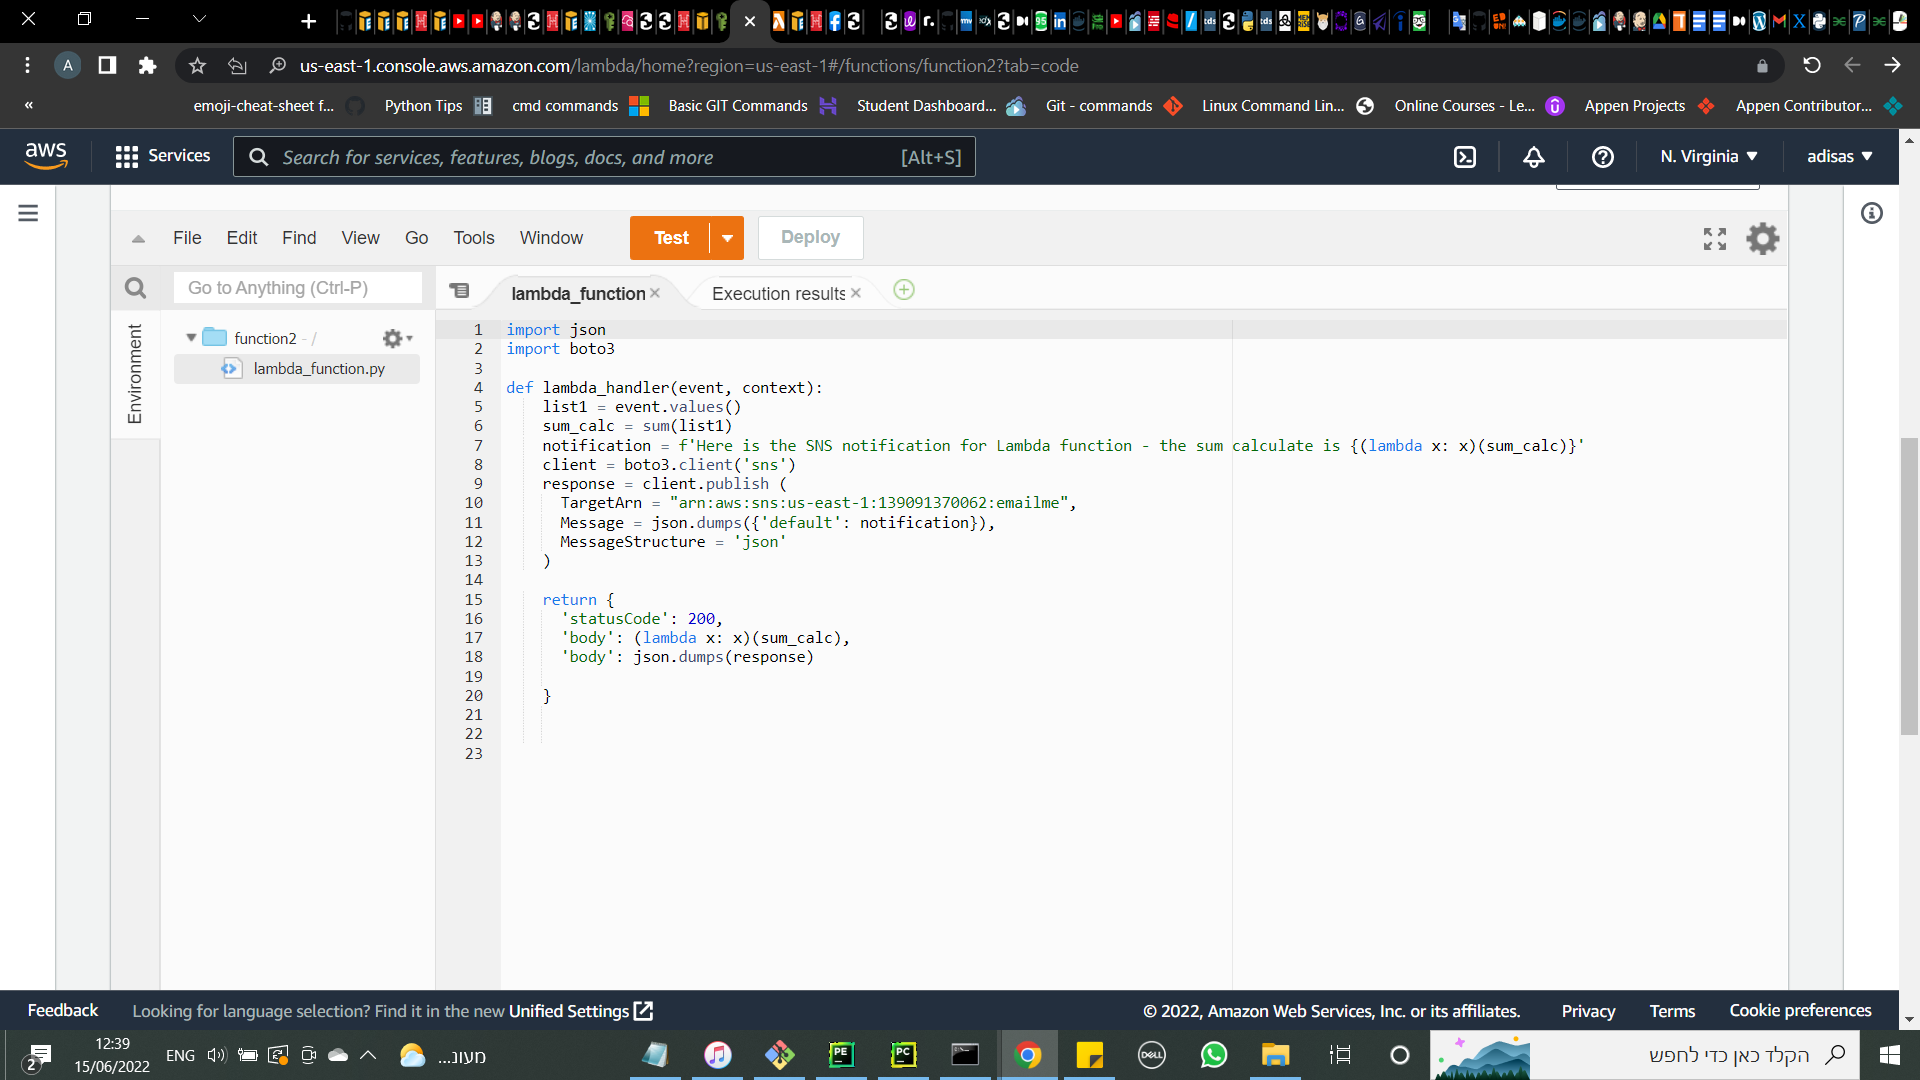 us-east-1.console.aws.amazon.com/lambda/home?region=us-east-1#/functions/function2?tab=code
« emoji-cheat-sheet f... Python Tips cmd commands Basic GIT Commands Student Dashboard... Git - commands Linux Command Lin... Online Courses - Le... Appen Projects Appen Contributor...
aws Services Search for services, features, blogs, docs, and more [Alt+S] N. Virginia adisas
File Edit Find View Go Tools Window Test Deploy
Go to Anything (Ctrl-P) lambda_function Execution results
Environment
function2 - /
lambda_function.py
1 import json
2 import boto3
3
4 def lambda_handler(event, context):
5     list1 = event.values()
6     sum_calc = sum(list1)
7     notification = f'Here is the SNS notification for Lambda function - the sum calculate is {(lambda x: x)(sum_calc)}'
8     client = boto3.client('sns')
9     response = client.publish (
10       TargetArn = "arn:aws:sns:us-east-1:139091370062:emailme",
11       Message = json.dumps({'default': notification}),
12       MessageStructure = 'json'
13     )
14
15     return {
16       'statusCode': 200,
17       'body': (lambda x: x)(sum_calc),
18       'body': json.dumps(response)
19
20     }
21
22
23
Feedback Looking for language selection? Find it in the new Unified Settings © 2022, Amazon Web Services, Inc. or its affiliates. Privacy Terms Cookie preferences
2 12:39 15/06/2022 ENG מעונ... PE PC DELL הקלד כאן כדי לחפש